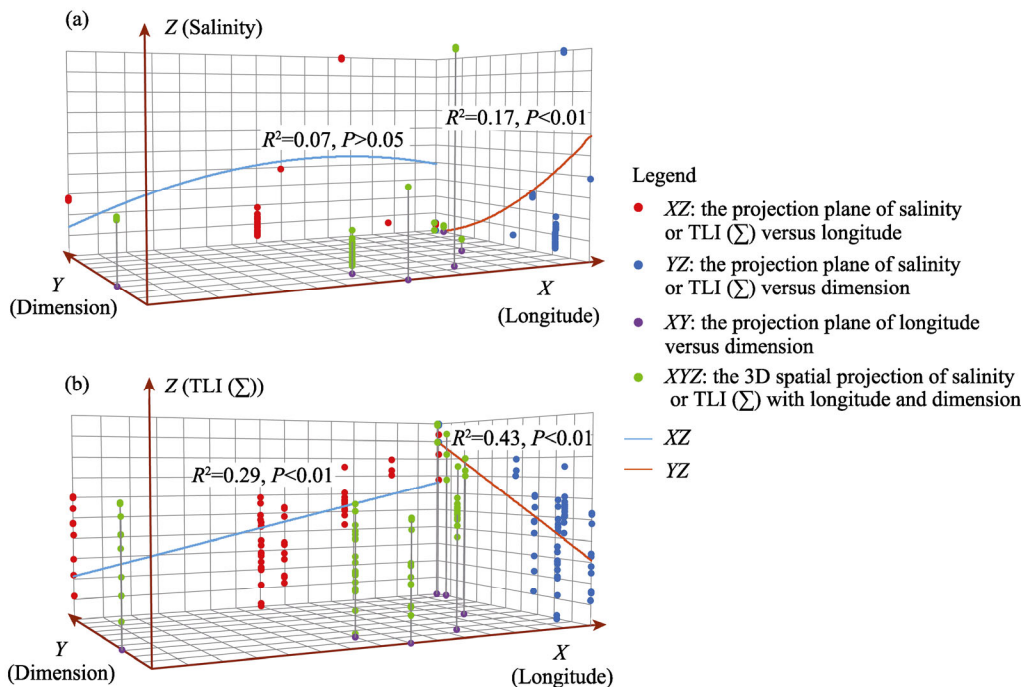 (a)
Z (Salinity)
R²=0.17, P<0.01
R²=0.07, P>0.05
Y
(Dimension)
X
(Longitude)
Legend
XZ: the projection plane of salinity
or TLI (∑) versus longitude
YZ: the projection plane of salinity
or TLI (∑) versus dimension
XY: the projection plane of longitude
versus dimension
XYZ: the 3D spatial projection of salinity
or TLI (∑) with longitude and dimension
XZ
YZ
(b)
Z (TLI (∑))
R²=0.43, P<0.01
R²=0.29, P<0.01
Y
(Dimension)
X
(Longitude)